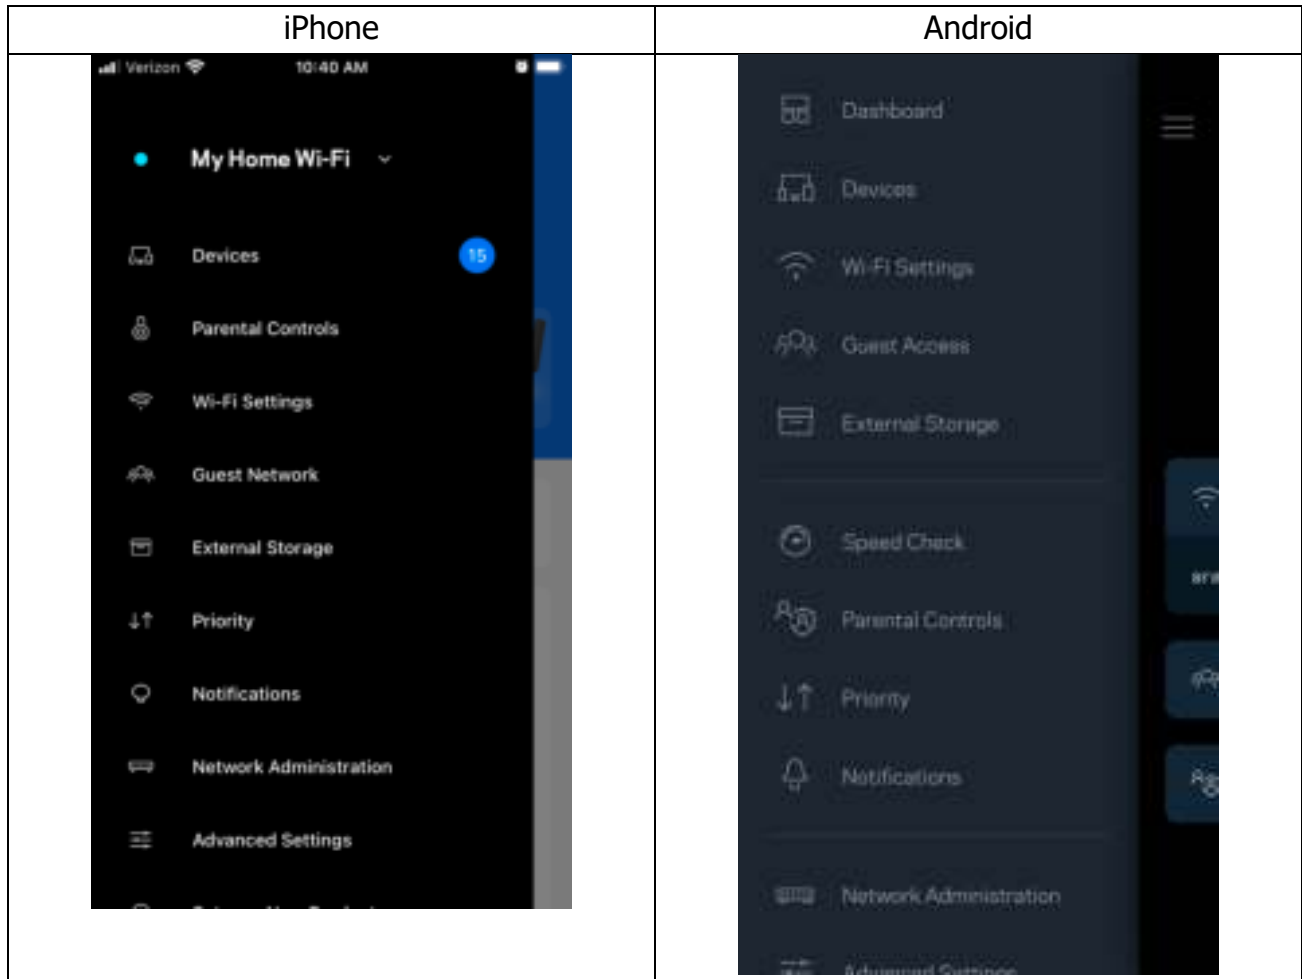 iPhone
Android
Verizon
10:40 AM
My Home Wi-Fi
Devices
15
Parental Controls
Wi-Fi Settings
Guest Network
External Storage
Priority
Notifications
Network Administration
Advanced Settings
Dashboard
Devices
Wi-Fi Settings
Guest Access
External Storage
Speed Check
Parental Controls
Priority
Notifications
Network Administration
Advanced Settings